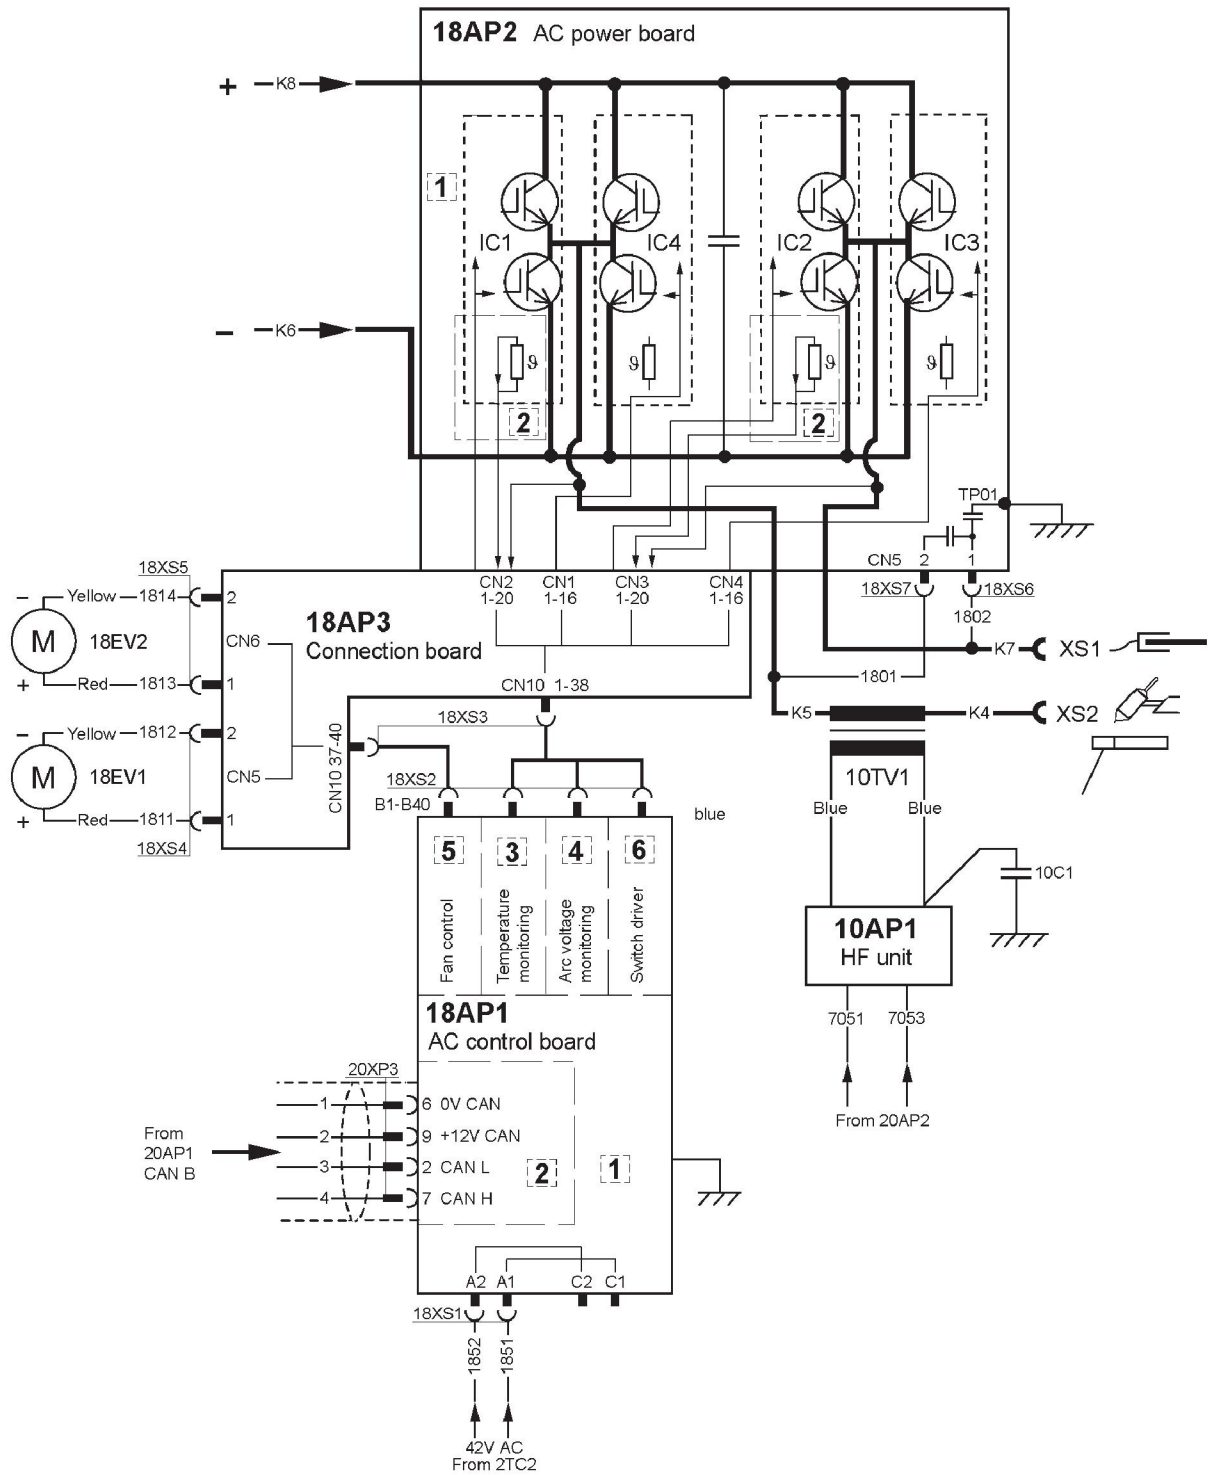 18AP2 AC power board
+ K8
1
IC1
IC4
IC2
IC3
- K6
ϑ
ϑ
ϑ
ϑ
2
2
TP01
CN5 2 1
18XS7
18XS6
1802
CN2
1-20
CN1
1-16
CN3
1-20
CN4
1-16
18XS5
- Yellow 1814 2
M 18EV2
CN6
+ Red 1813 1
18AP3
Connection board
K7 XS1
1801
CN10 1-38
K5
K4 XS2
18XS3
- Yellow 1812 2
M 18EV1
CN5
CN10 37-40
+ Red 1811 1
18XS4
10TV1
18XS2
B1-B40
blue
Blue
Blue
5
3
4
6
Fan control
Temperature
monitoring
Arc voltage
monitoring
Switch driver
10C1
10AP1
HF unit
7051
7053
From 20AP2
18AP1
AC control board
20XP3
1 6 0V CAN
2 9 +12V CAN
3 2 CAN L
4 7 CAN H
From
20AP1
CAN B
2
1
A2
A1
C2
C1
18XS1
1852
1851
42V AC
From 2TC2